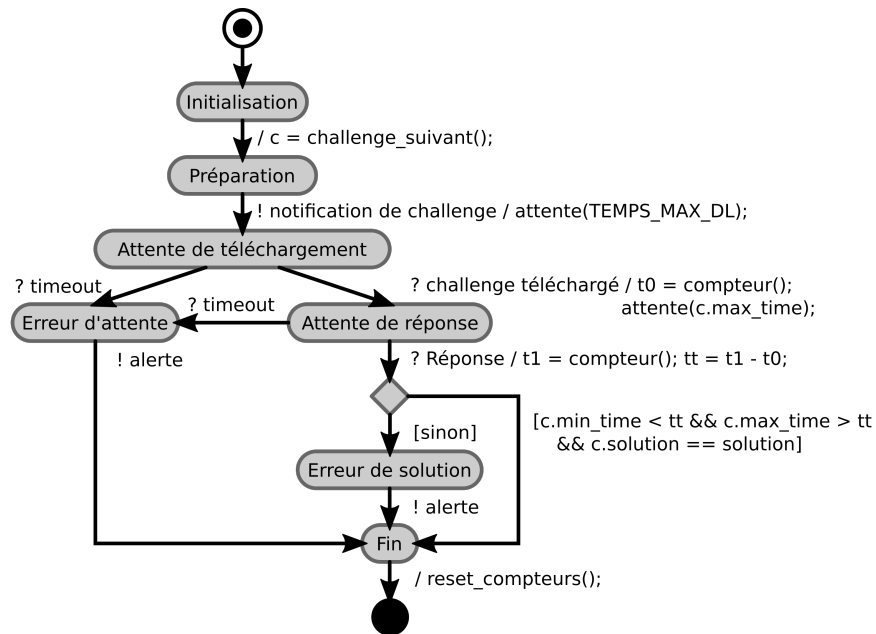 Initialisation
/ c = challenge_suivant();
Préparation
! notification de challenge / attente(TEMPS_MAX_DL);
Attente de téléchargement
? timeout
? challenge téléchargé / t0 = compteur();
attente(c.max_time);
? timeout
Erreur d'attente
Attente de réponse
! alerte
? Réponse / t1 = compteur(); tt = t1 - t0;
[c.min_time < tt && c.max_time > tt
&& c.solution == solution]
[sinon]
Erreur de solution
! alerte
Fin
/ reset_compteurs();